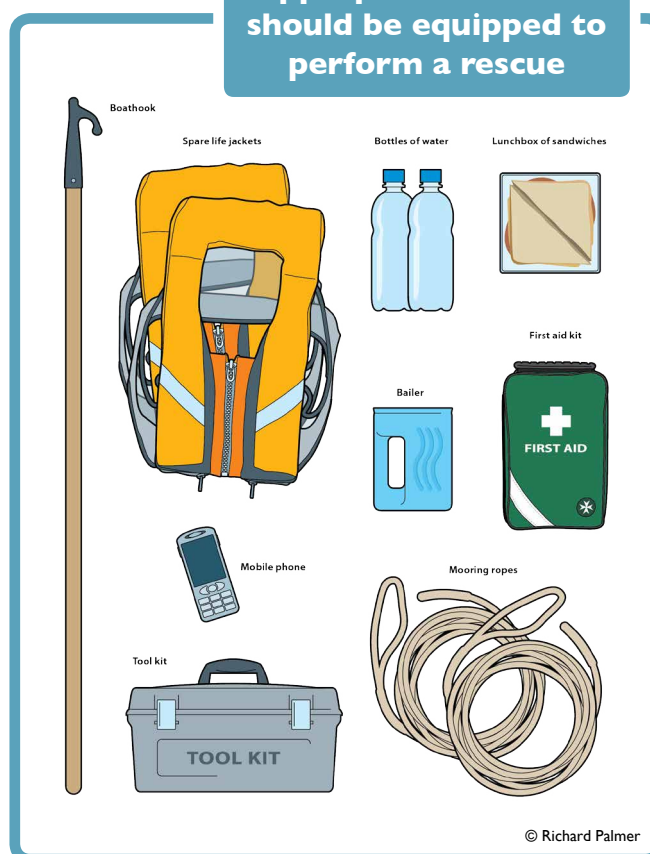 should be equipped to
perform a rescue
Boathook
Spare life jackets
Bottles of water
Lunchbox of sandwiches
First aid kit
Bailer
FIRST AID
Mobile phone
Mooring ropes
Tool kit
TOOL KIT
© Richard Palmer